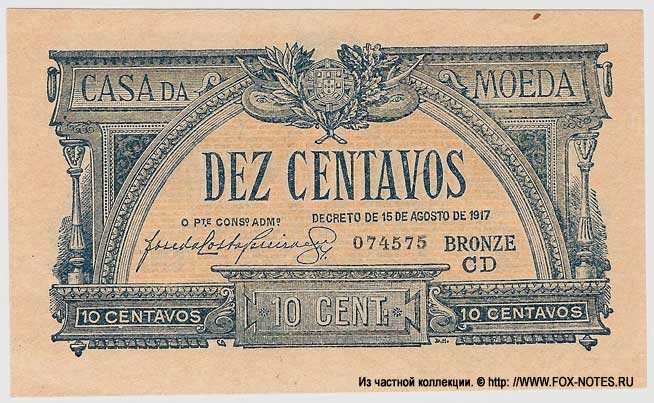 CASA DA MOEDA
DEZ CENTAVOS
O PTE CONSO ADMO DECRETO DE 15 DE AGOSTO DE 1917
074575 BRONZE
CD
10 CENTAVOS 10 CENT. 10 CENTAVOS
Из частной коллекции. © http: //WWW.FOX-NOTES.RU